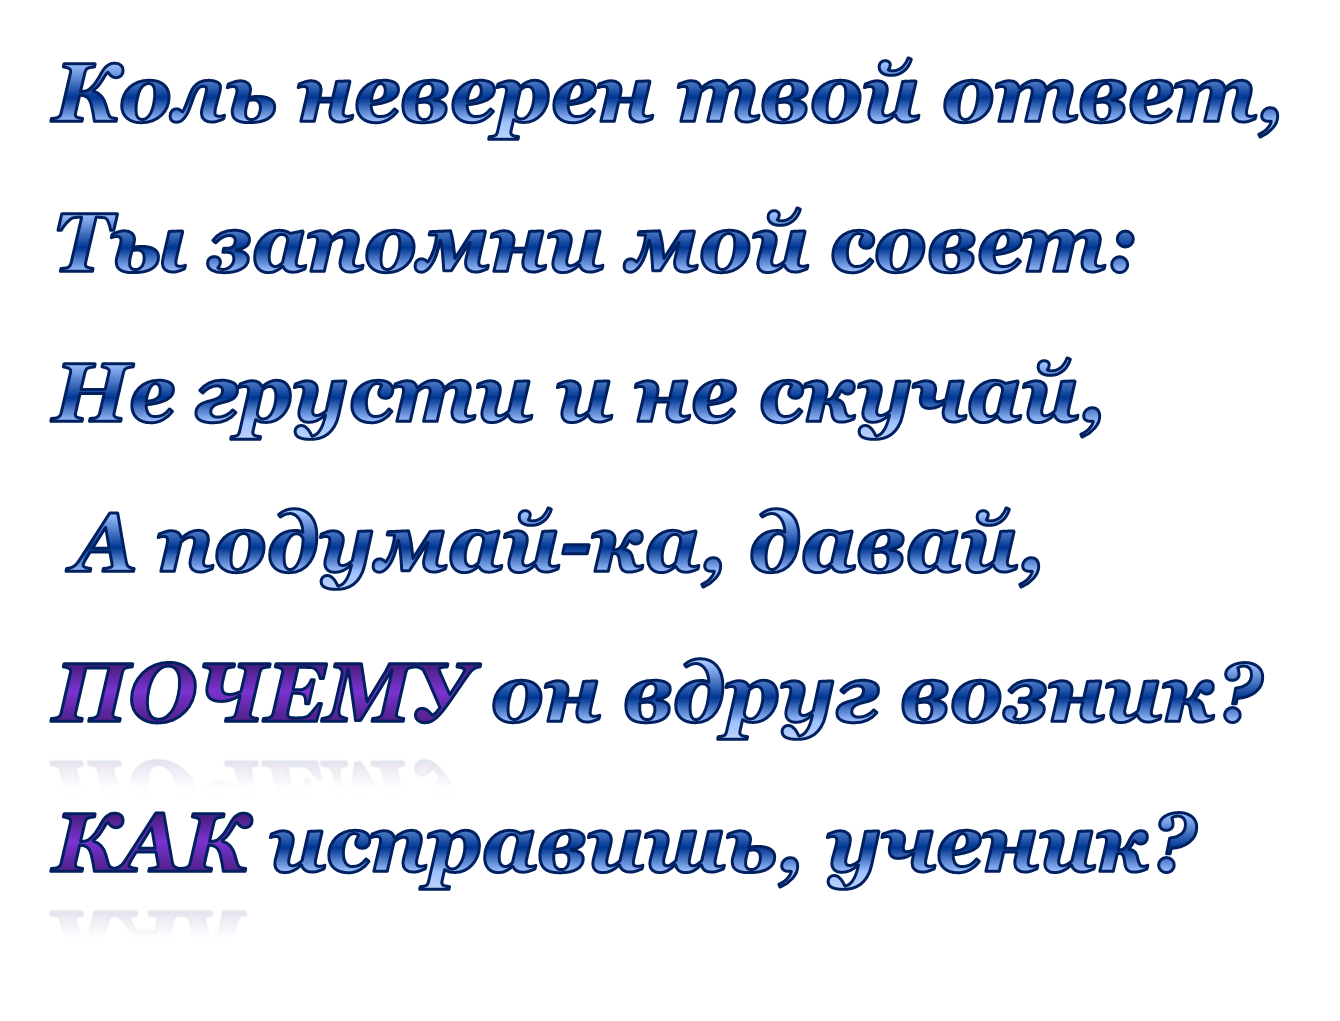 Коль неверен твой ответ,
Ты запомни мой совет:
Не грусти и не скучай,
А подумай-ка, давай,
ПОЧЕМУ он вдруг возник?
КАК исправишь, ученик?